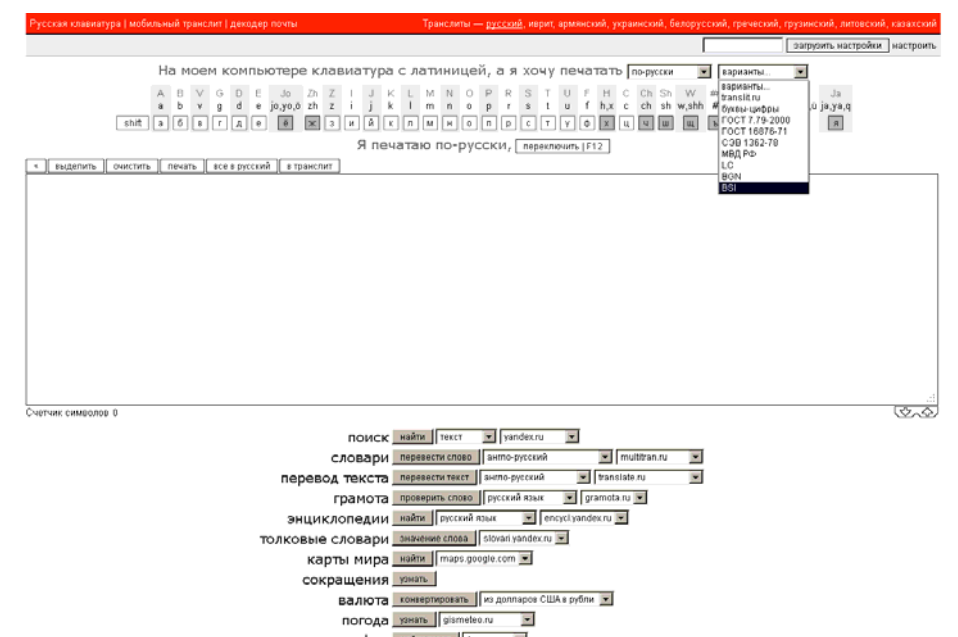 Русская клавиатура | мобильный транслит | декодер почты Транслиты — русский, иврит, армянский, украинский, белорусский, греческий, грузинский, литовский, казахский
загрузить настройки настроить
На моем компьютере клавиатура с латиницей, а я хочу печатать по-русски варианты...
A B V G D E Jo Zh Z I J K L M N O P R S T U F H C Ch Sh W Ja
a b v g d e jo,yo,ö zh z i j k l m n o p r s t u f h,x c ch sh w,shh # ,ü ja,ya,q
shift а б в г д е ё ж з и й к л м н о п р с т у ф х ц ч ш щ ъ я
варианты...
translit.ru
буквы-цифры
ГОСТ 7.79-2000
ГОСТ 16876-71
СЭВ 1362-78
МВД РФ
LC
BGN
BSI
Я печатаю по-русски, переключить | F12
« выделить очистить печать все в русский в транслит
Счетчик символов 0
поиск найти текст yandex.ru
словари перевести слово англо-русский multitran.ru
перевод текста перевести текст англо-русский translate.ru
грамота проверить слово русский язык gramota.ru
энциклопедии найти русский язык encycl.yandex.ru
толковые словари значение слова slovari.yandex.ru
карты мира найти maps.google.com
сокращения узнать
валюта конвертировать из долларов США в рубли
погода узнать gismeteo.ru